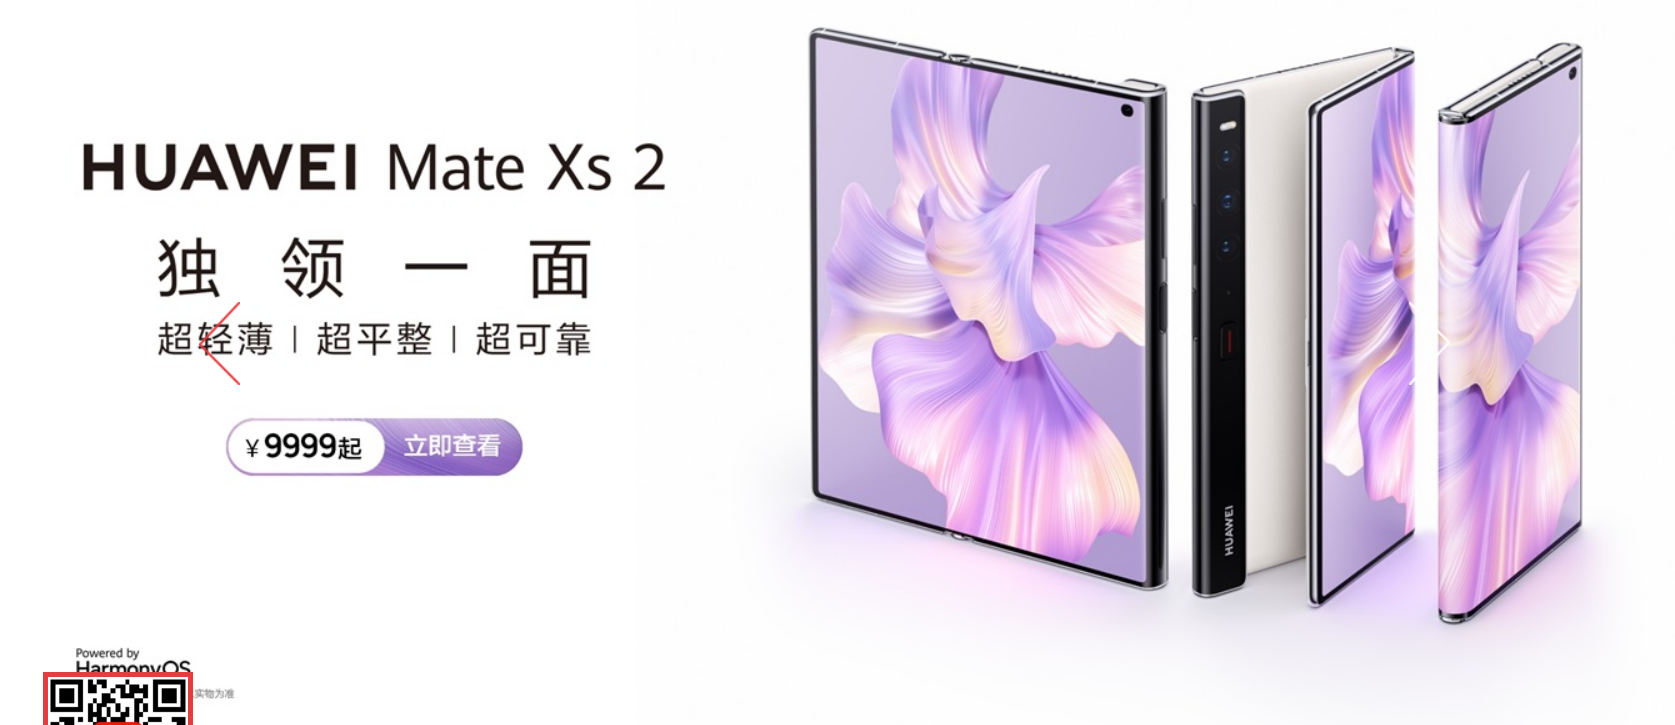 HUAWEI Mate Xs 2
独领一面
超轻薄 | 超平整 | 超可靠
¥9999起 立即查看
HUAWEI
Powered by
HarmonyOS
实物为准